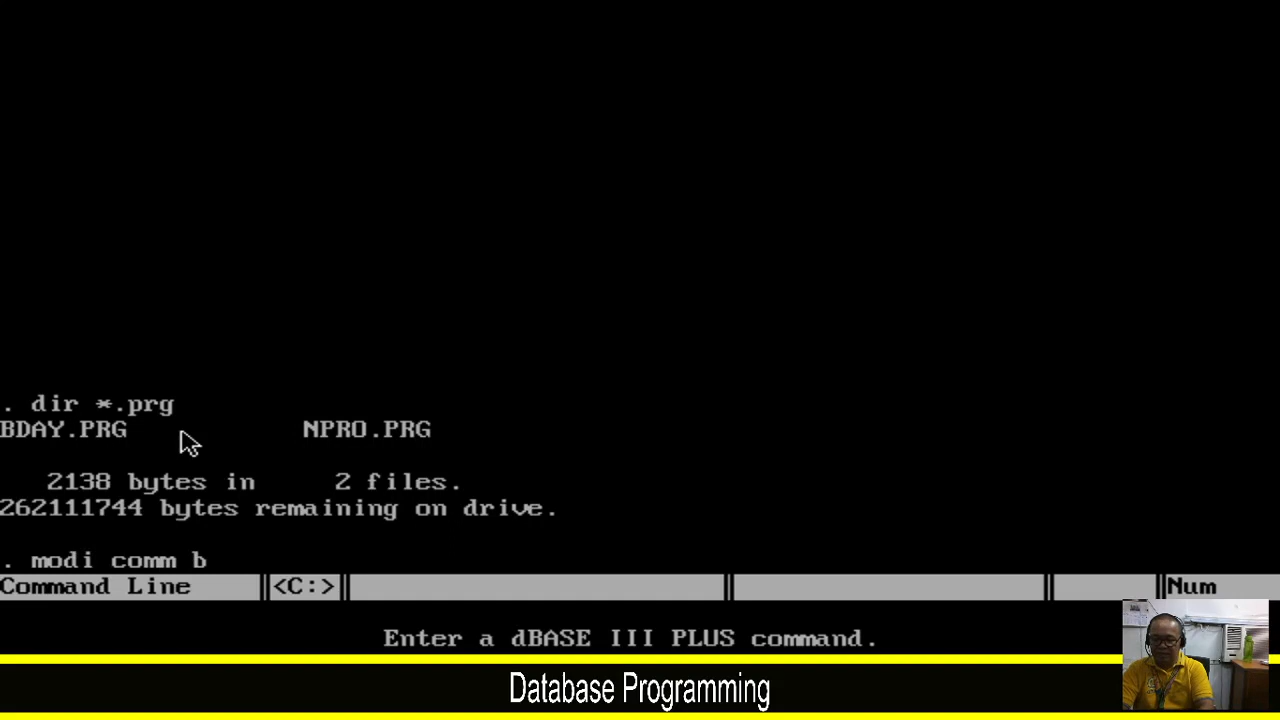 . dir *.prg
BDAY.PRG NPRO.PRG
2138 bytes in 2 files.
262111744 bytes remaining on drive.
. modi comm b
Command Line <C:> Num
Enter a dBASE III PLUS command.
Database Programming